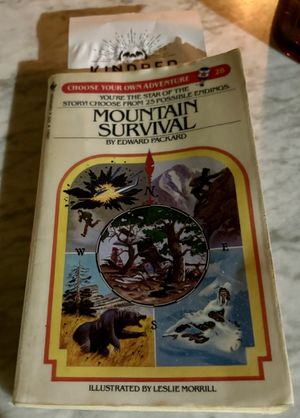 KINDRED
CHOOSE YOUR OWN ADVENTURE
28
YOU'RE THE STAR OF THE
STORY! CHOOSE FROM 25 POSSIBLE ENDINGS.
MOUNTAIN
SURVIVAL
BY EDWARD PACKARD
N
W
E
S
ILLUSTRATED BY LESLIE MORRILL